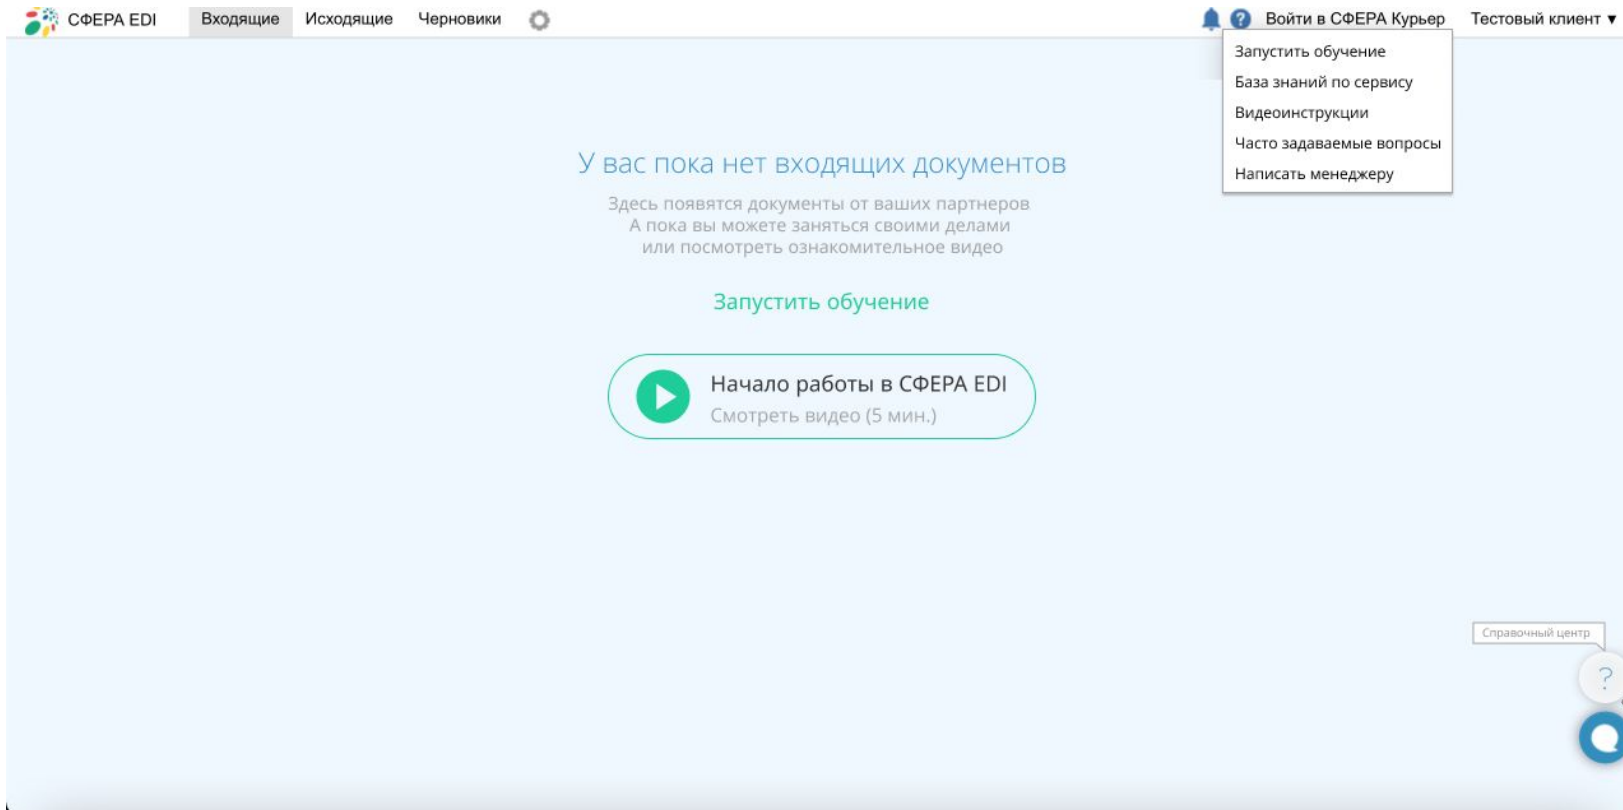 СФЕРА EDI
Входящие
Исходящие
Черновики
?
Войти в СФЕРА Курьер
Тестовый клиент ▼
Запустить обучение
База знаний по сервису
Видеоинструкции
Часто задаваемые вопросы
Написать менеджеру
У вас пока нет входящих документов
Здесь появятся документы от ваших партнеров
А пока вы можете заняться своими делами
или посмотреть ознакомительное видео
Запустить обучение
Начало работы в СФЕРА EDI
Смотреть видео (5 мин.)
Справочный центр
?